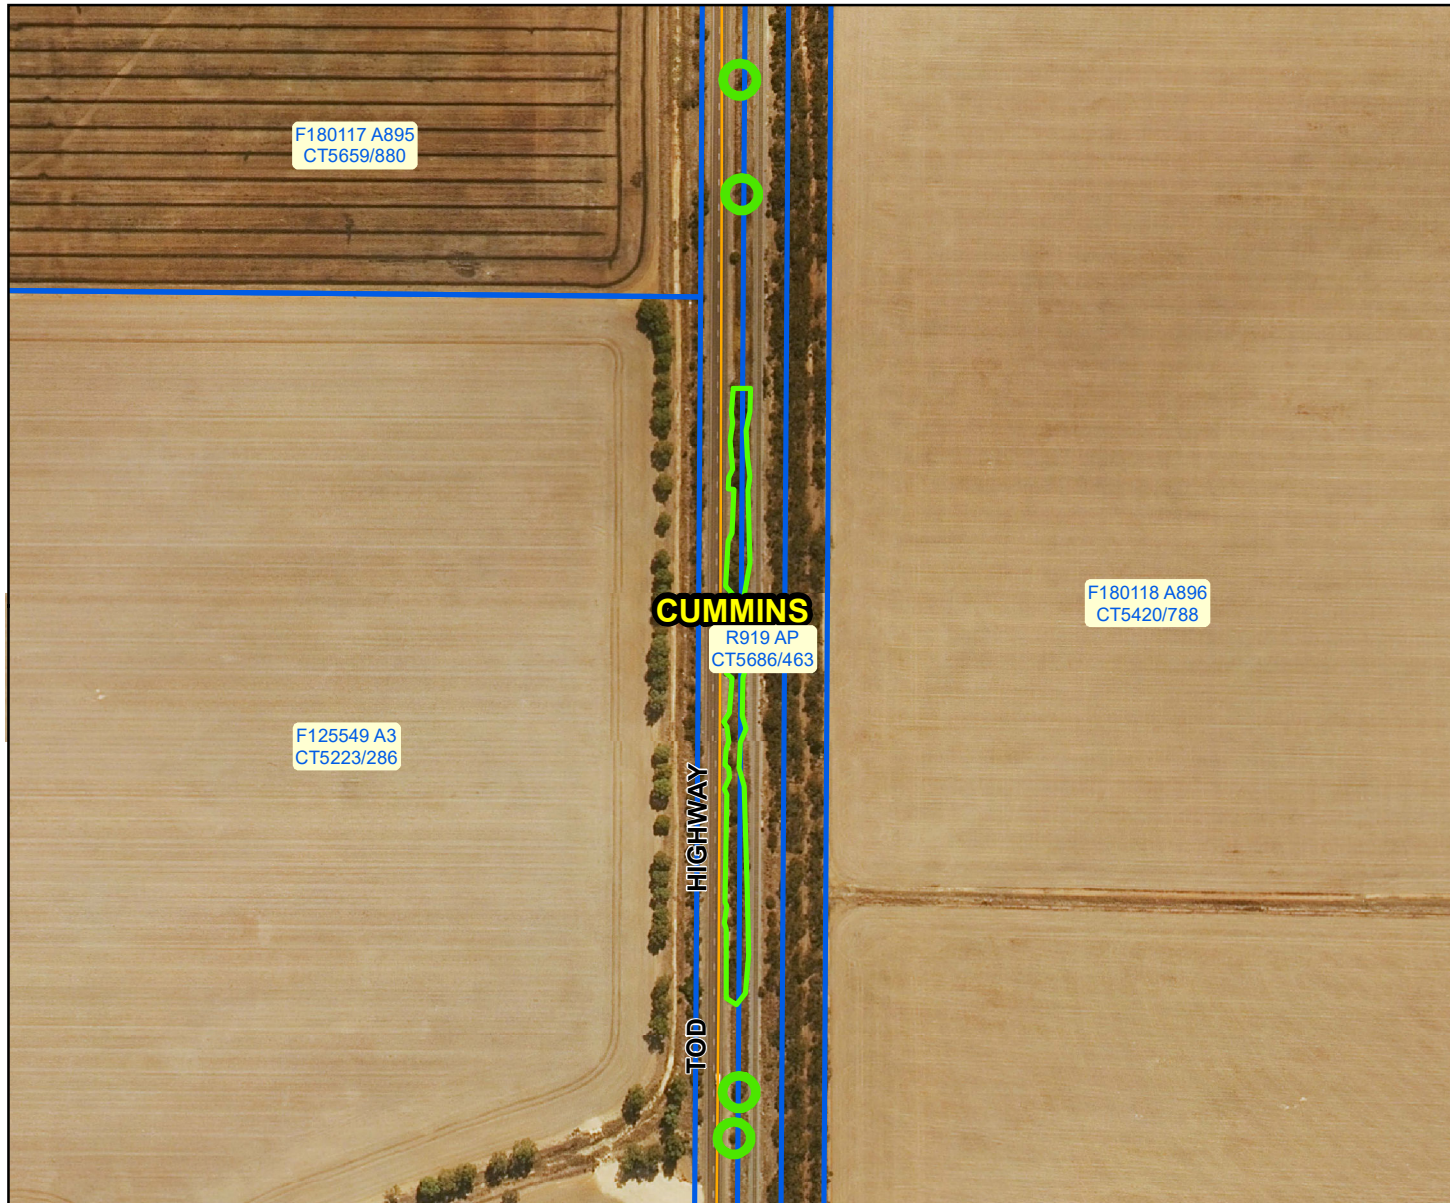 F180117 A895
CT5659/880
F180118 A896
CT5420/788
CUMMINS
R919 AP
CT5686/463
F125549 A3
CT5223/286
TOD HIGHWAY